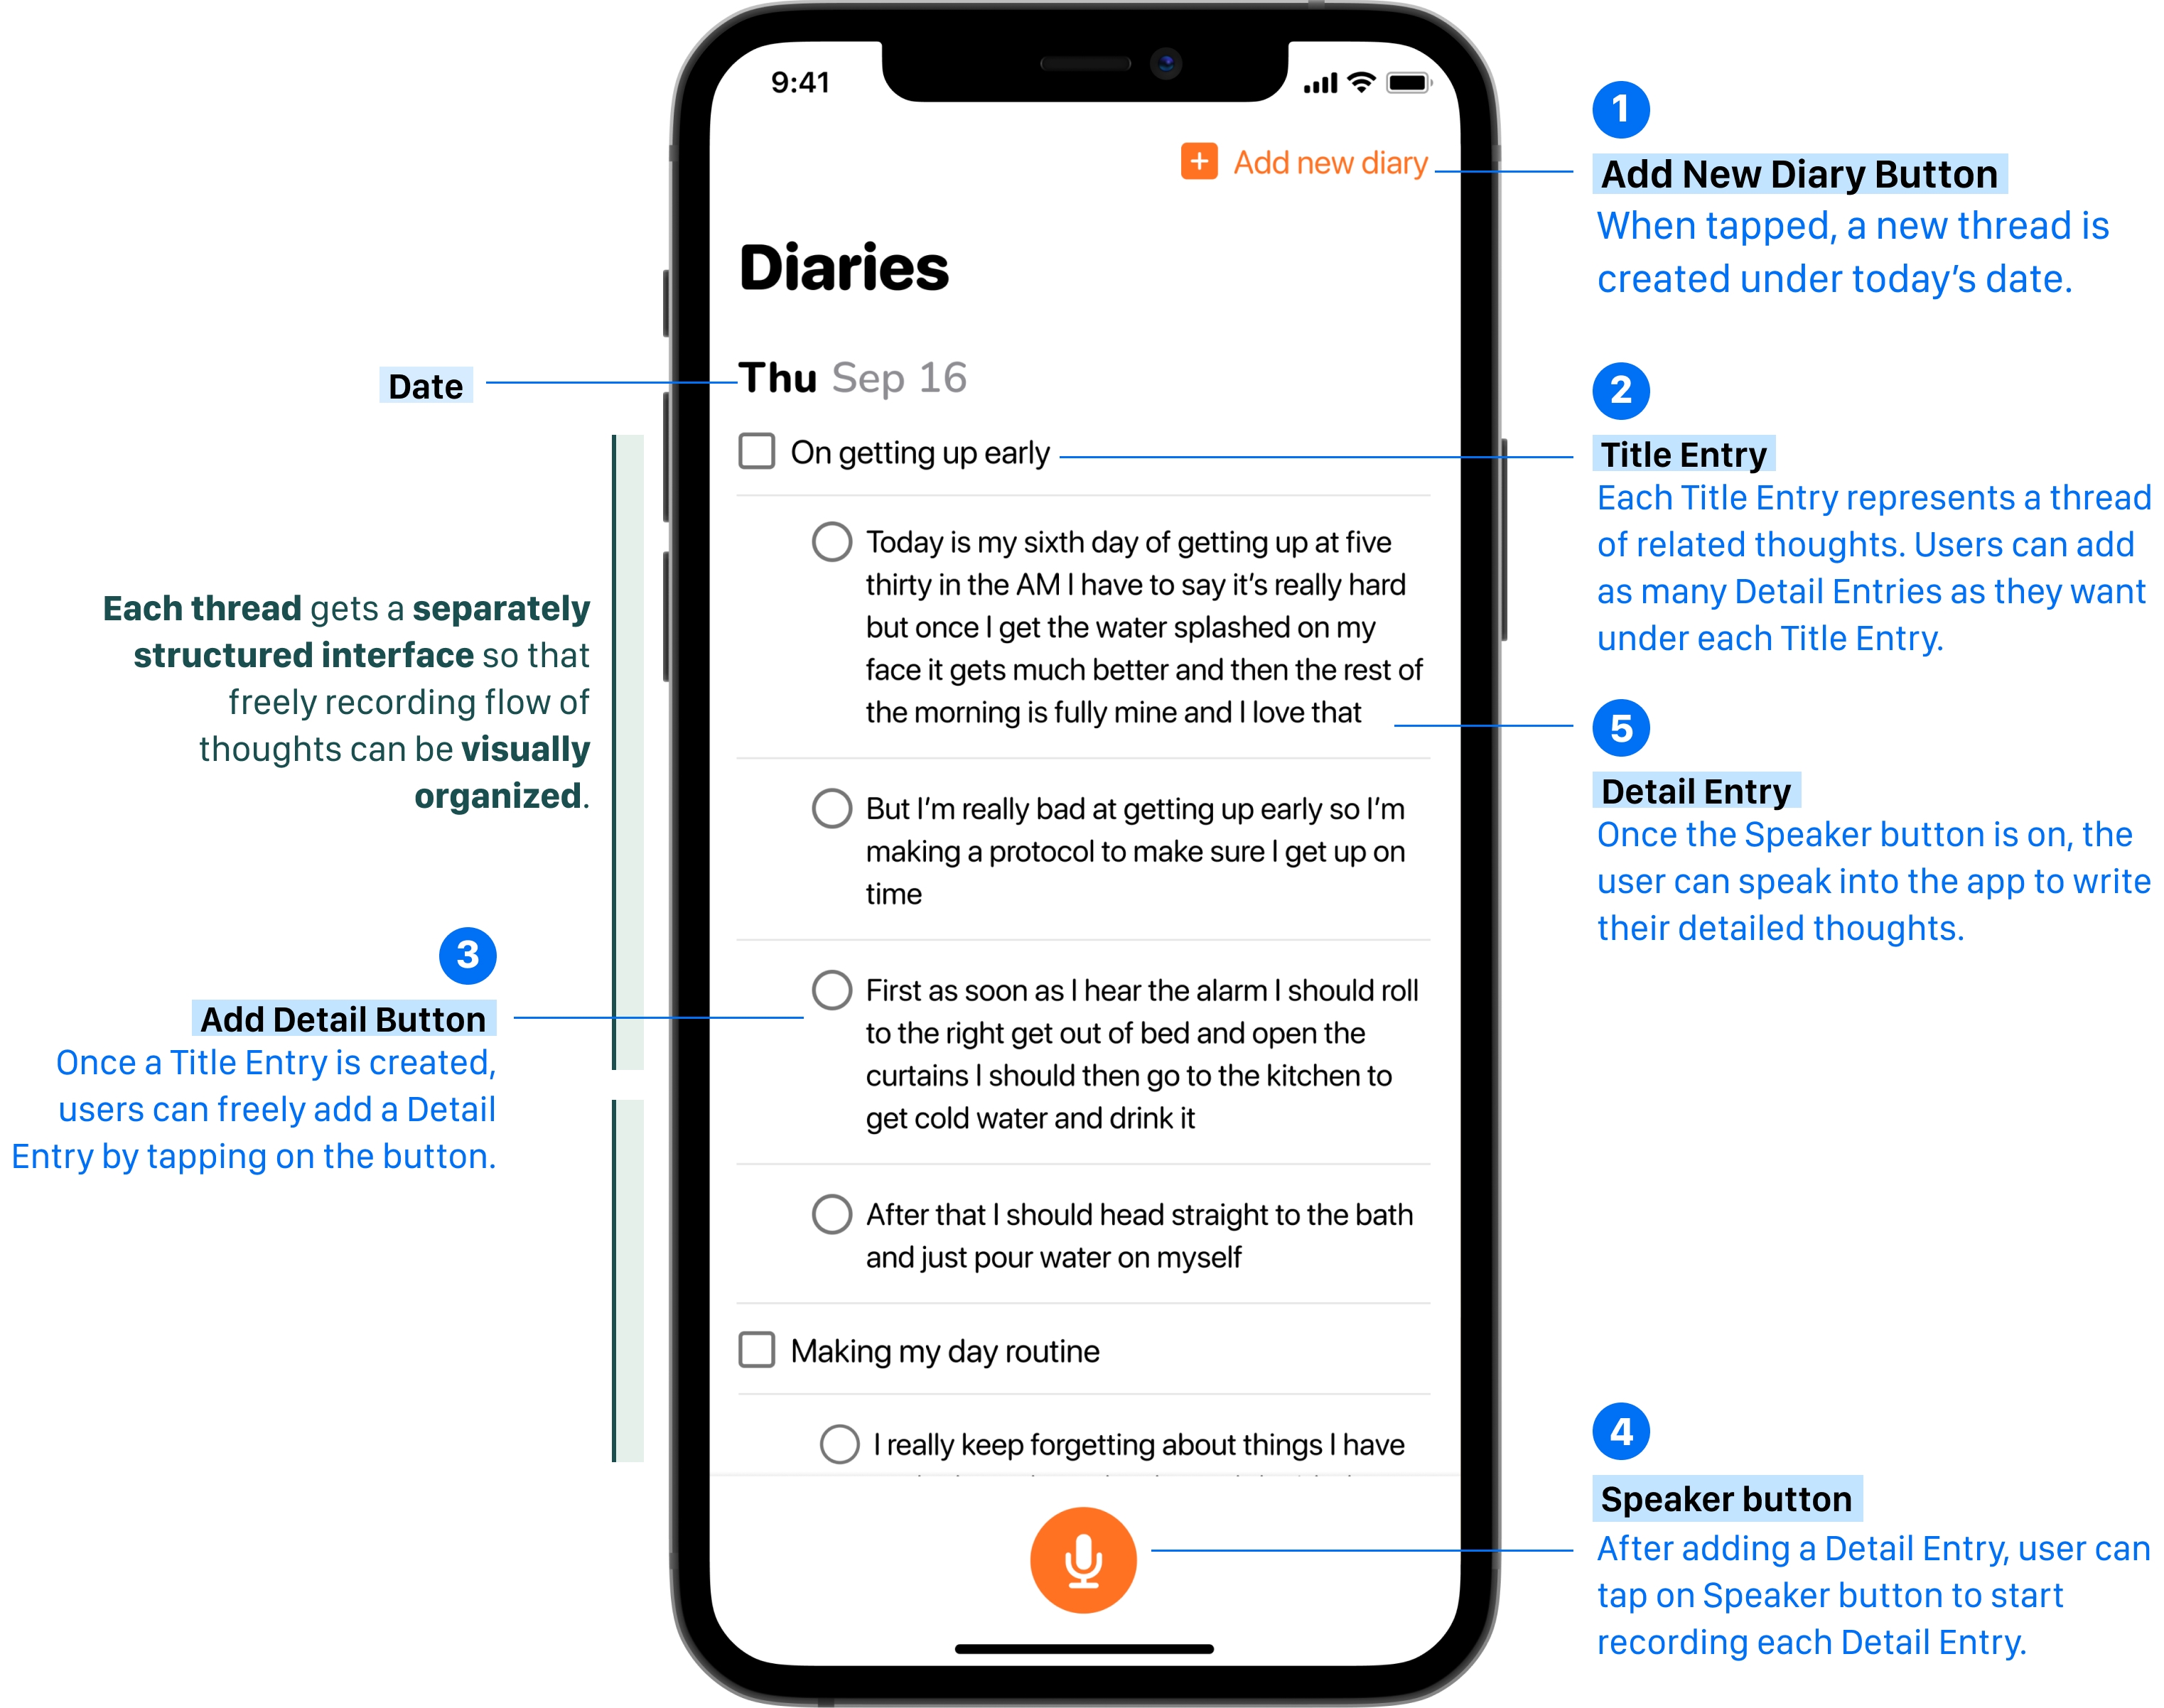 9:41
Add new diary
Diaries
Thu Sep 16
On getting up early
Today is my sixth day of getting up at five
thirty in the AM I have to say it’s really hard
but once I get the water splashed on my
face it gets much better and then the rest of
the morning is fully mine and I love that
But I’m really bad at getting up early so I’m
making a protocol to make sure I get up on
time
First as soon as I hear the alarm I should roll
to the right get out of bed and open the
curtains I should then go to the kitchen to
get cold water and drink it
After that I should head straight to the bath
and just pour water on myself
Making my day routine
I really keep forgetting about things I have
Date
Each thread gets a separately
structured interface so that
freely recording flow of
thoughts can be visually
organized.
1
Add New Diary Button
When tapped, a new thread is
created under today’s date.
2
Title Entry
Each Title Entry represents a thread
of related thoughts. Users can add
as many Detail Entries as they want
under each Title Entry.
3
Add Detail Button
Once a Title Entry is created,
users can freely add a Detail
Entry by tapping on the button.
4
Speaker button
After adding a Detail Entry, user can
tap on Speaker button to start
recording each Detail Entry.
5
Detail Entry
Once the Speaker button is on, the
user can speak into the app to write
their detailed thoughts.